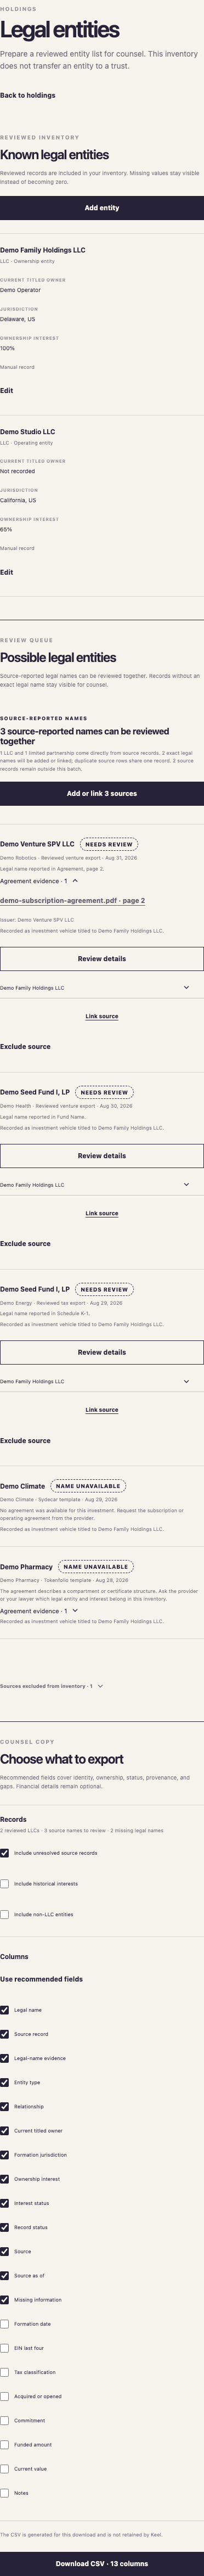 HOLDINGS
Legal entities
Prepare a reviewed entity list for counsel. This inventory
does not transfer an entity to a trust.
Back to holdings
REVIEWED INVENTORY
Known legal entities
Reviewed records are included in your inventory. Missing values stay visible
instead of becoming zero.
Add entity
Demo Family Holdings LLC
LLC · Ownership entity
CURRENT TITLED OWNER
Demo Operator
JURISDICTION
Delaware, US
OWNERSHIP INTEREST
100%
Manual record
Edit
Demo Studio LLC
LLC · Operating entity
CURRENT TITLED OWNER
Not recorded
JURISDICTION
California, US
OWNERSHIP INTEREST
65%
Manual record
Edit
REVIEW QUEUE
Possible legal entities
Source-reported legal names can be reviewed together. Records without an
exact legal name stay visible for counsel.
SOURCE-REPORTED NAMES
3 source-reported names can be reviewed
together
1 LLC and 1 limited partnership come directly from source records. 2 exact legal
names will be added or linked; duplicate source rows share one record. 2 source
records remain outside this batch.
Add or link 3 sources
Demo Venture SPV LLC NEEDS REVIEW
Demo Robotics · Reviewed venture export · Aug 31, 2026
Legal name reported in Agreement, page 2.
Agreement evidence · 1
demo-subscription-agreement.pdf · page 2
Issuer: Demo Venture SPV LLC
Recorded as investment vehicle titled to Demo Family Holdings LLC.
Review details
Demo Family Holdings LLC
Link source
Exclude source
Demo Seed Fund I, LP NEEDS REVIEW
Demo Health · Reviewed venture export · Aug 30, 2026
Legal name reported in Fund Name.
Recorded as investment vehicle titled to Demo Family Holdings LLC.
Review details
Demo Family Holdings LLC
Link source
Exclude source
Demo Seed Fund I, LP NEEDS REVIEW
Demo Energy · Reviewed tax export · Aug 29, 2026
Legal name reported in Schedule K-1.
Recorded as investment vehicle titled to Demo Family Holdings LLC.
Review details
Demo Family Holdings LLC
Link source
Exclude source
Demo Climate NAME UNAVAILABLE
Demo Climate · Sydecar template · Aug 29, 2026
No agreement was available for this investment. Request the subscription or
operating agreement from the provider.
Recorded as investment vehicle titled to Demo Family Holdings LLC.
Demo Pharmacy NAME UNAVAILABLE
Demo Pharmacy · Tokenfolio template · Aug 28, 2026
The agreement describes a compartment or certificate structure. Ask the provider
or your lawyer which legal entity and interest belong in this inventory.
Agreement evidence · 1
Recorded as investment vehicle titled to Demo Family Holdings LLC.
Sources excluded from inventory · 1
COUNSEL COPY
Choose what to export
Recommended fields cover identity, ownership, status, provenance, and
gaps. Financial details remain optional.
Records
2 reviewed LLCs · 3 source names to review · 2 missing legal names
Include unresolved source records
Include historical interests
Include non-LLC entities
Columns
Use recommended fields
Legal name
Source record
Legal-name evidence
Entity type
Relationship
Current titled owner
Formation jurisdiction
Ownership interest
Interest status
Record status
Source
Source as of
Missing information
Formation date
EIN last four
Tax classification
Acquired or opened
Commitment
Funded amount
Current value
Notes
The CSV is generated for this download and is not retained by Keel.
Download CSV · 13 columns